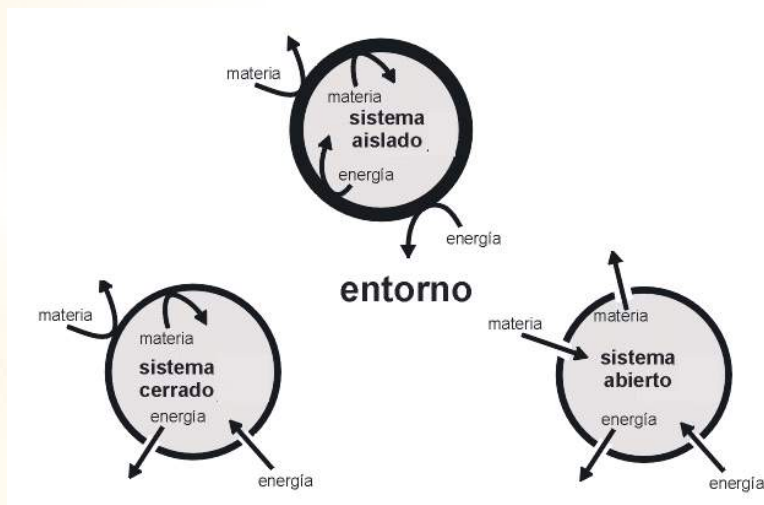 materia
materia
sistema
aislado
energía
energía
entorno
materia
materia
sistema
cerrado
energía
energía
materia
materia
sistema
abierto
energía
energía